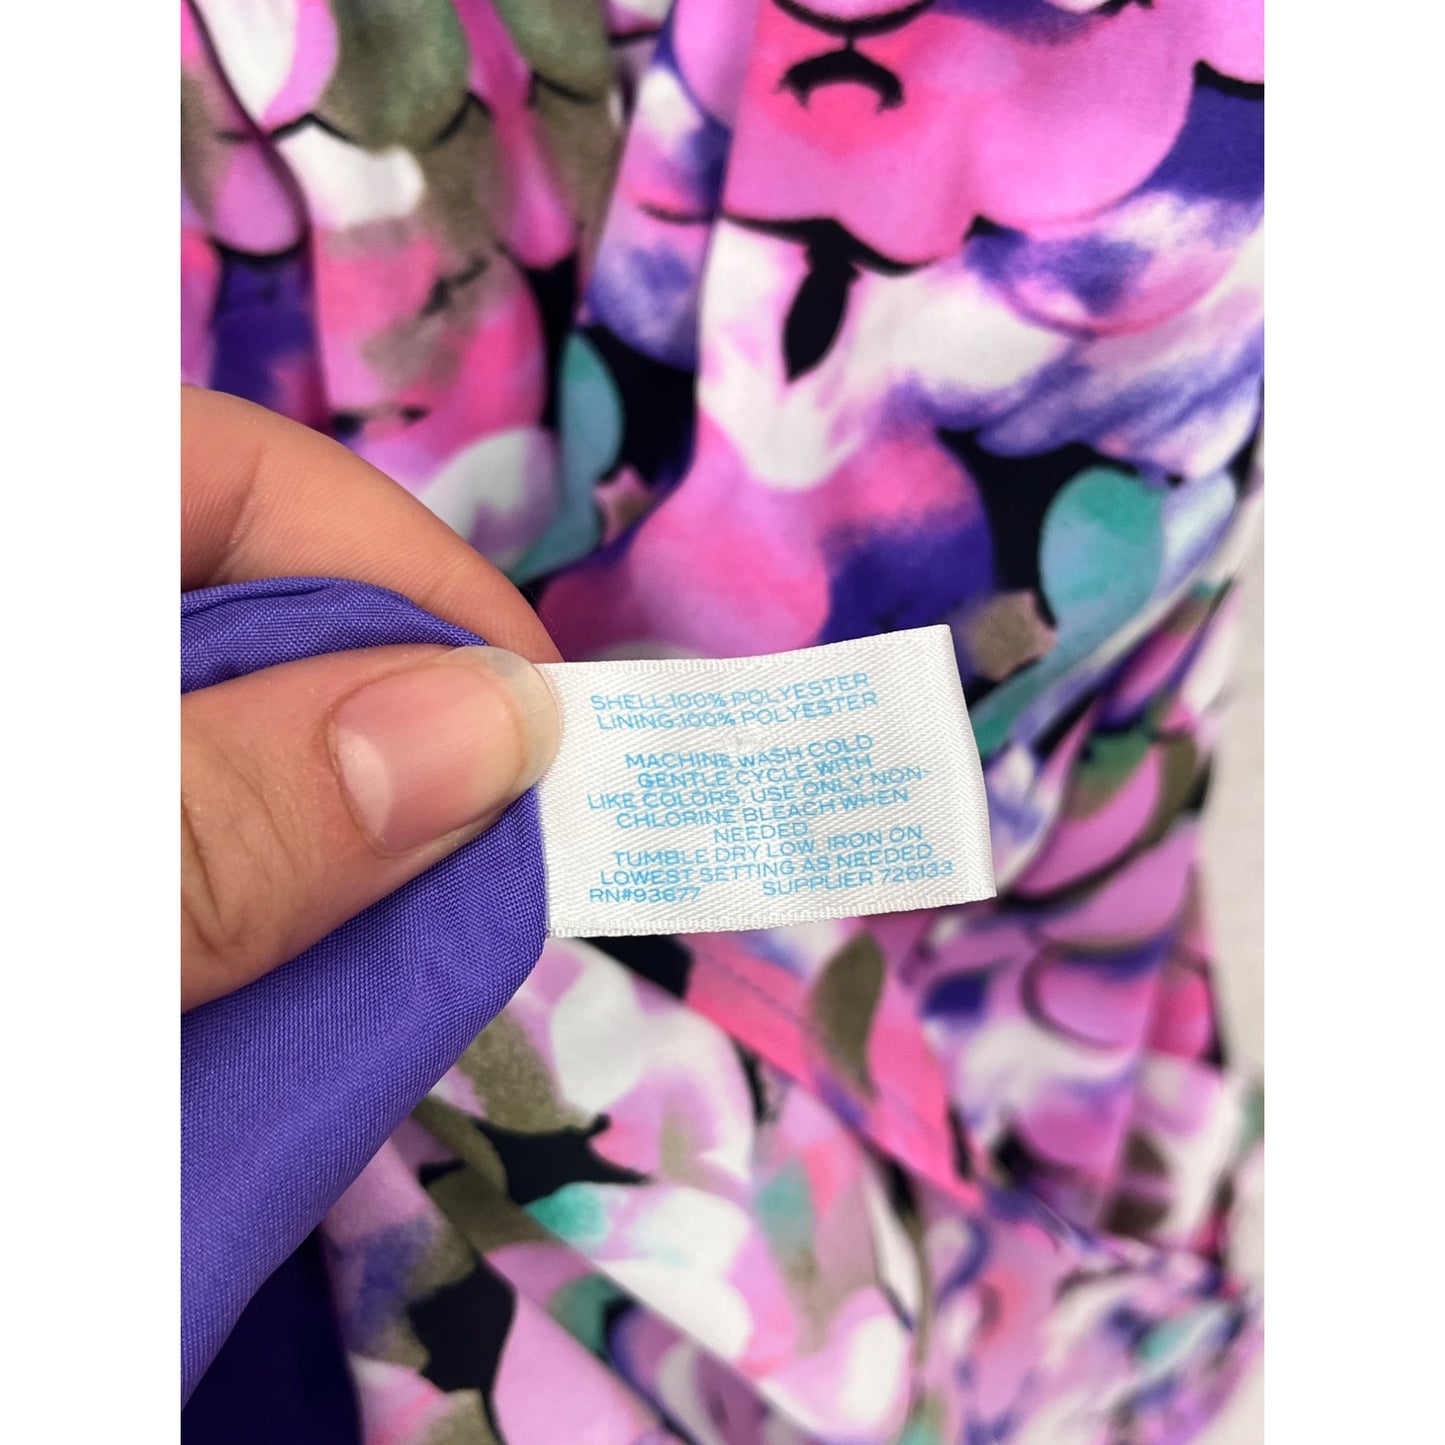 SHELL:100% POLYESTER
LINING:100% POLYESTER
MACHINE WASH COLD
GENTLE CYCLE WITH
LIKE COLORS. USE ONLY NON-
CHLORINE BLEACH WHEN
NEEDED.
TUMBLE DRY LOW. IRON ON
LOWEST SETTING AS NEEDED
RN#93677 SUPPLIER 726133